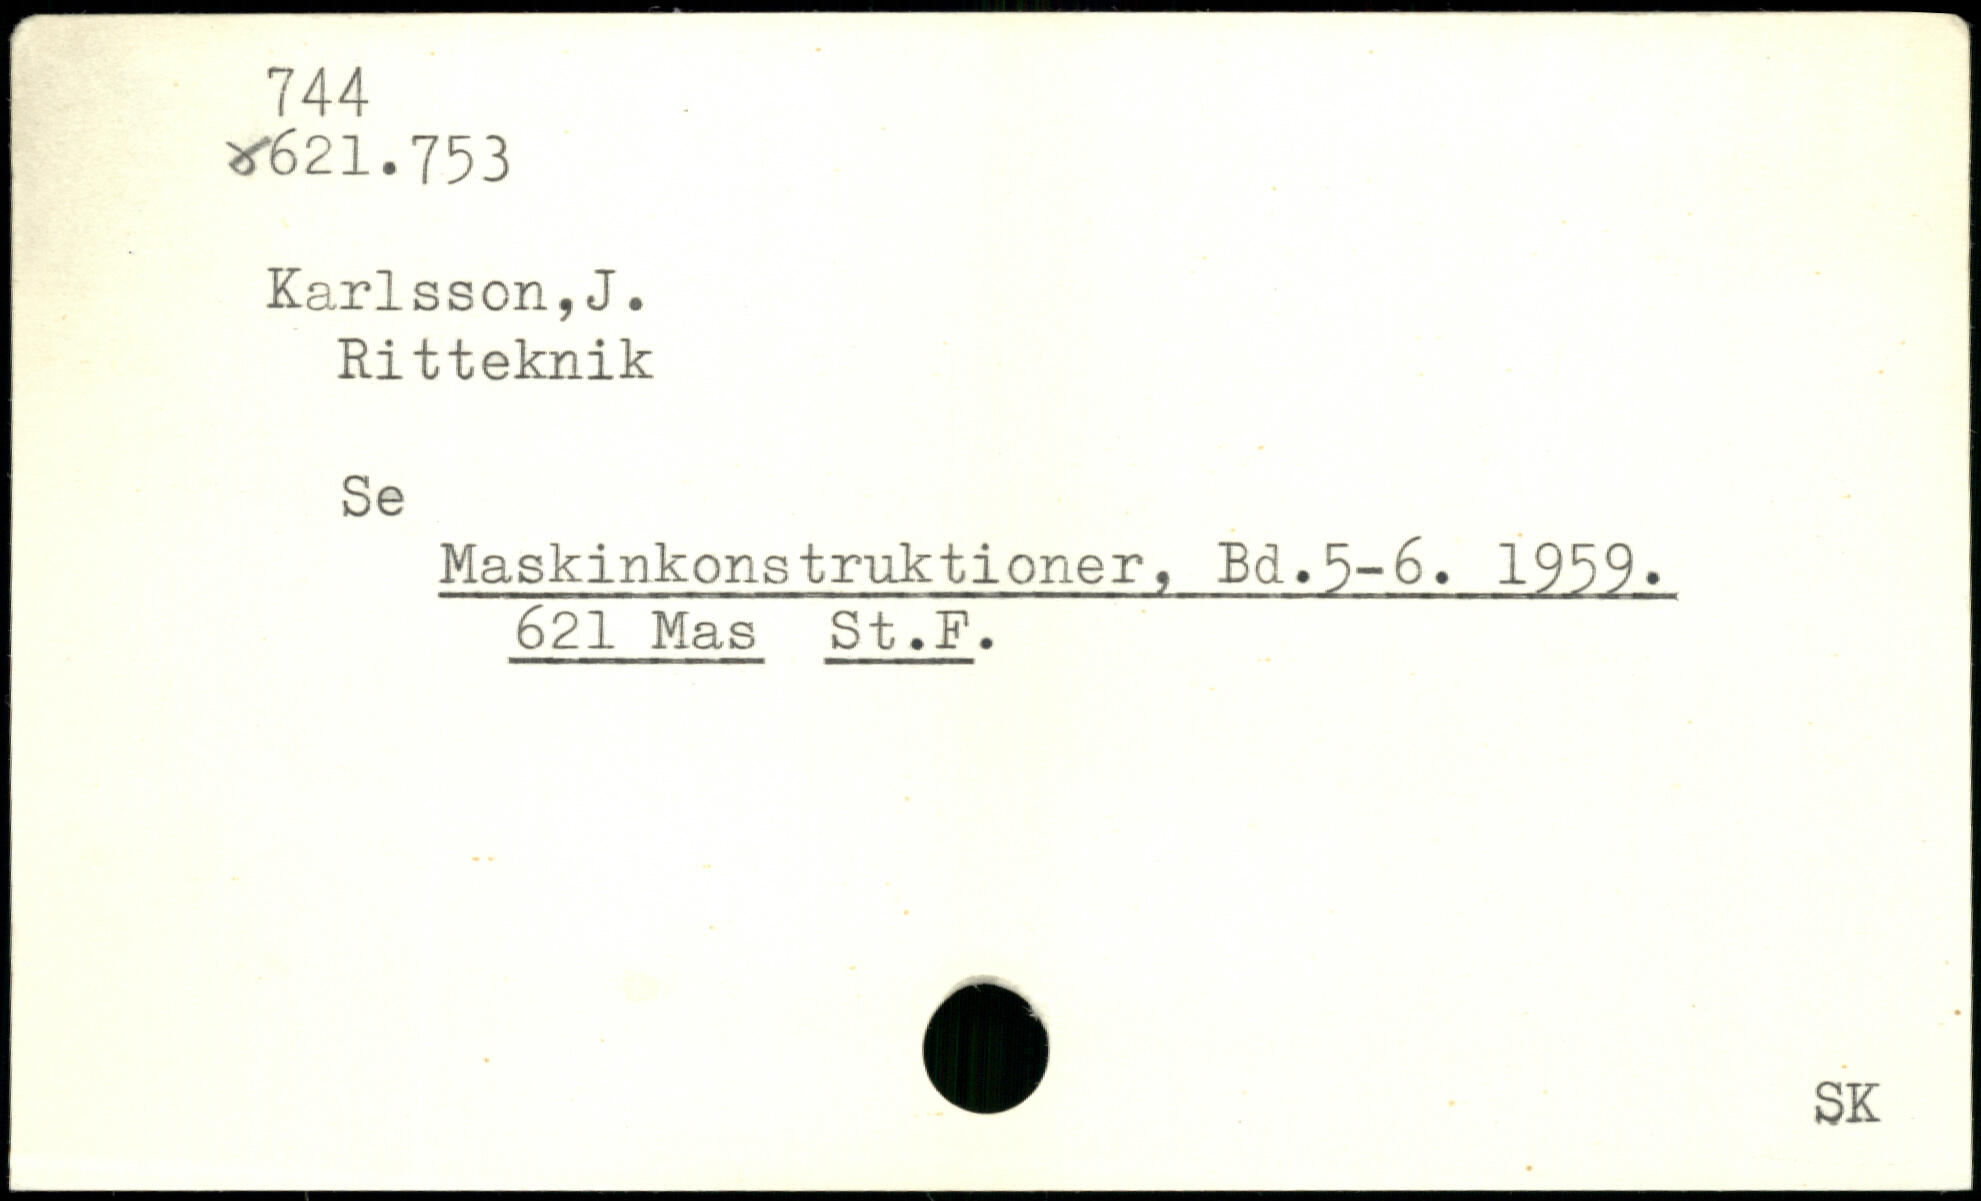 744
621.753
Karlsson,J.
Ritteknik
Se
Maskinkonstruktioner, Bd.5-6. 1959.
621 Mas St.F.
SK